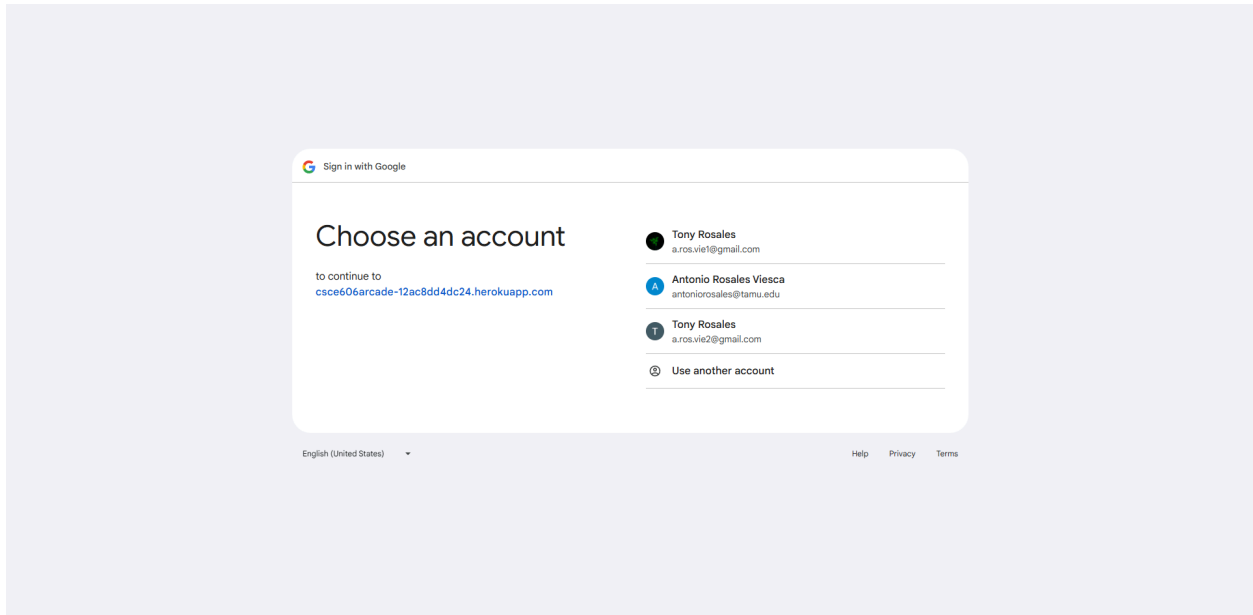 Sign in with Google
Choose an account
to continue to
csce606arcade-12ac8dd4dc24.herokuapp.com
Tony Rosales
a.ros.vie1@gmail.com
A
Antonio Rosales Viesca
antoniorosales@tamu.edu
T
Tony Rosales
a.ros.vie2@gmail.com
Use another account
English (United States)
Help Privacy Terms